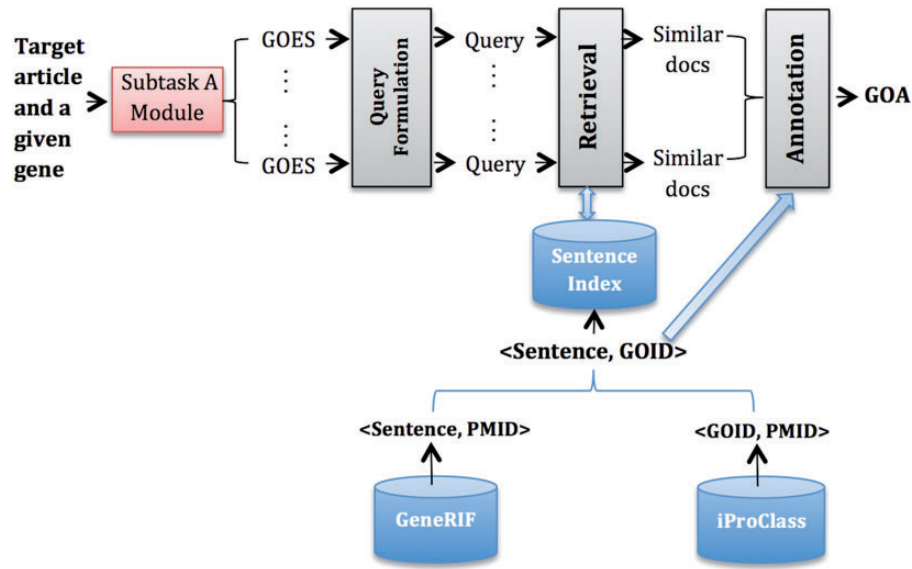 Target
article
and a
given
gene
Subtask A
Module
GOES
⋮
⋮
GOES
Query
Formulation
Query
⋮
⋮
Query
Retrieval
Similar
docs
Similar
docs
Annotation
GOA
Sentence
Index
<Sentence, GOID>
<Sentence, PMID>
<GOID, PMID>
GeneRIF
iProClass